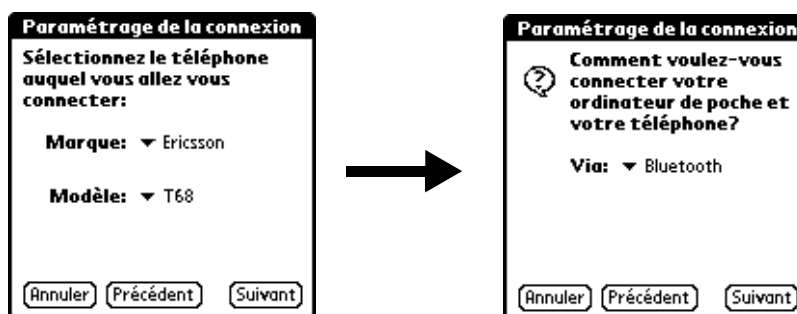 Paramétrage de la connexion
Sélectionnez le téléphone
auquel vous allez vous
connecter:
Marque: Ericsson
Modèle: T68
Annuler Précédent Suivant
Paramétrage de la connexion
Comment voulez-vous
connecter votre
ordinateur de poche et
votre téléphone?
Via: Bluetooth
Annuler Précédent Suivant